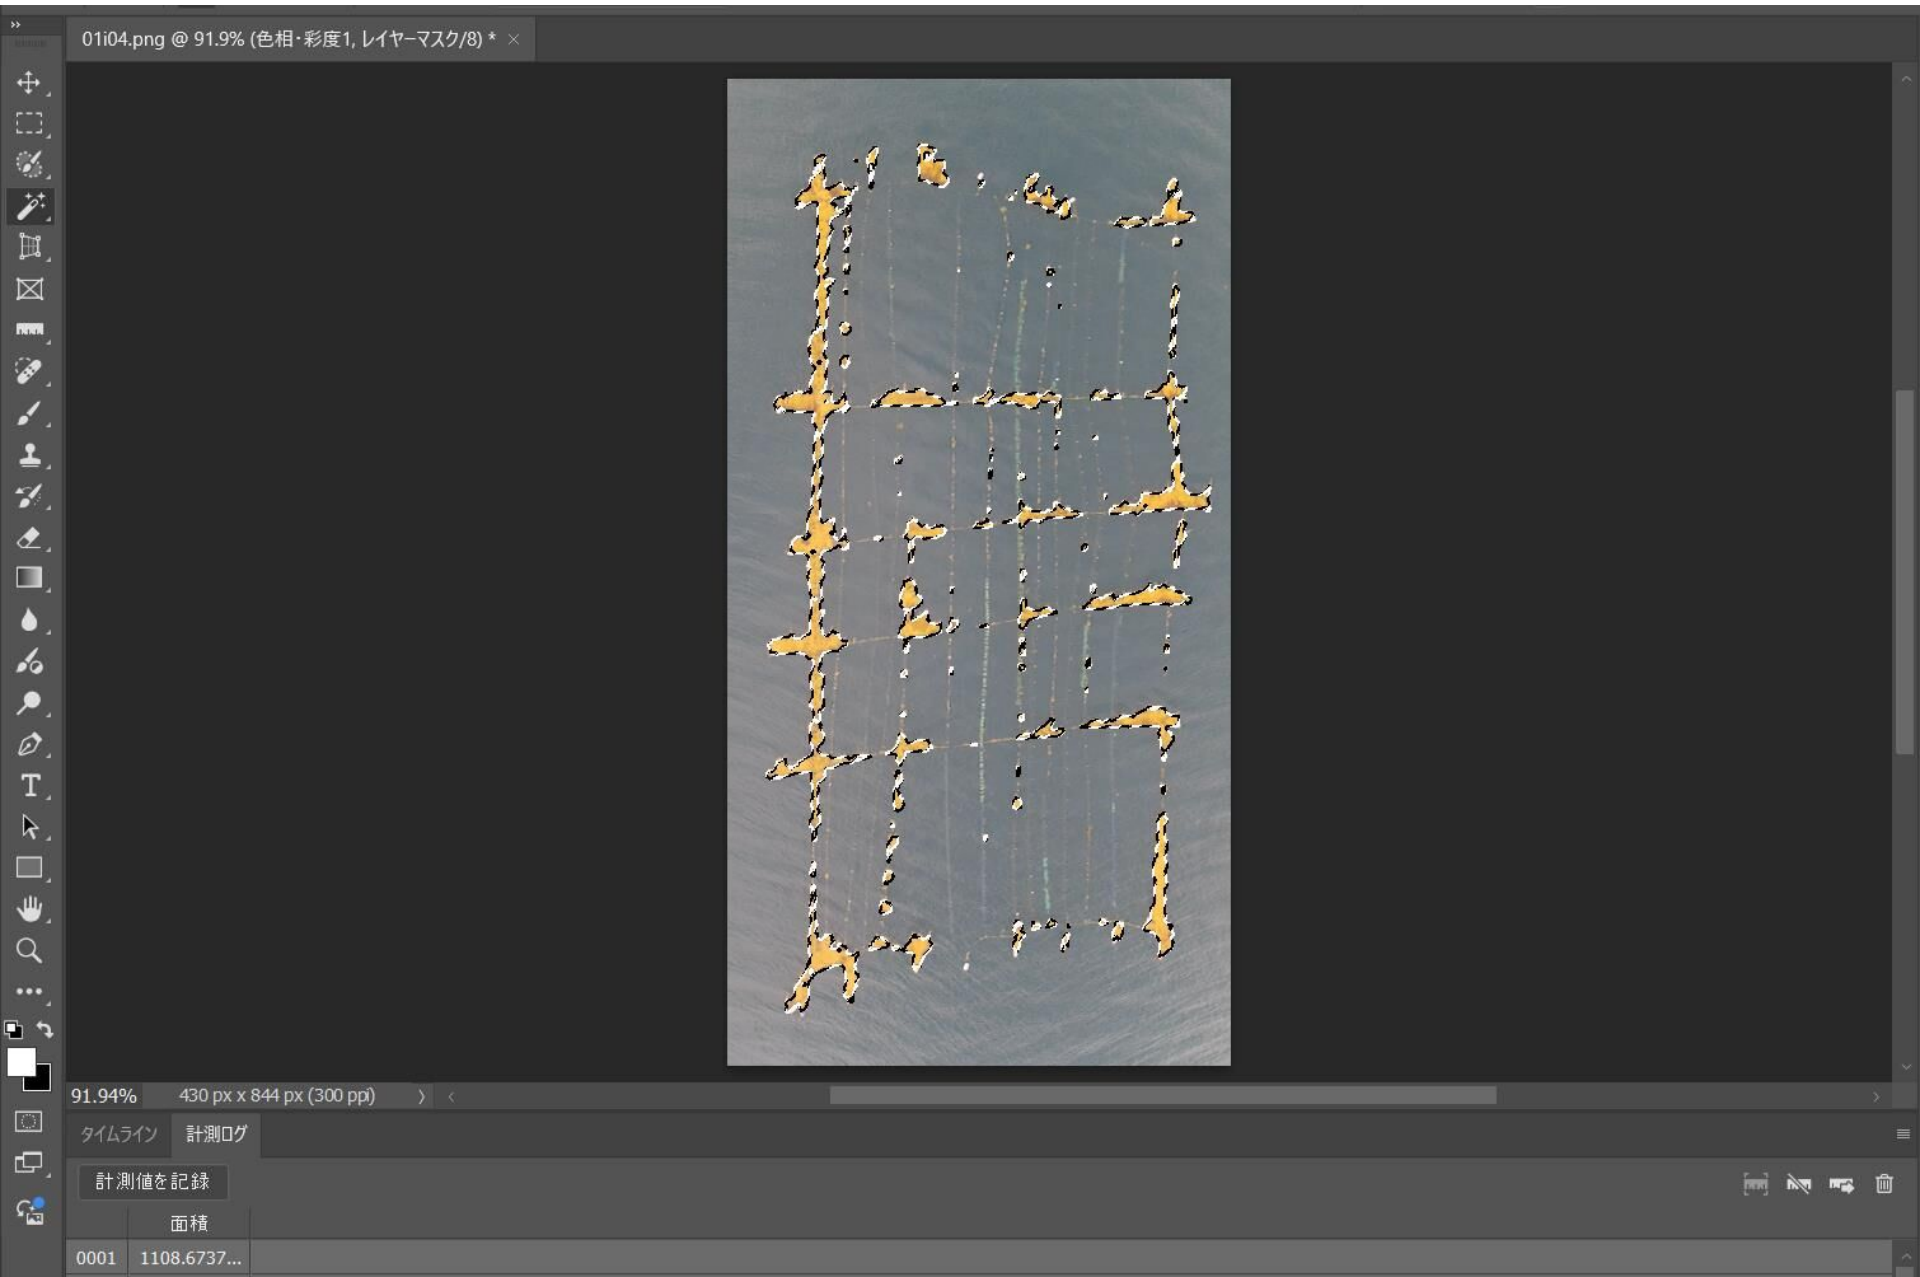 01i04.png @ 91.9% (色相・彩度1, レイヤーマスク/8) * ×
91.94%
430 px x 844 px (300 ppi)
タイムライン
計測ログ
計測値を記録
面積
0001
1108.6737...